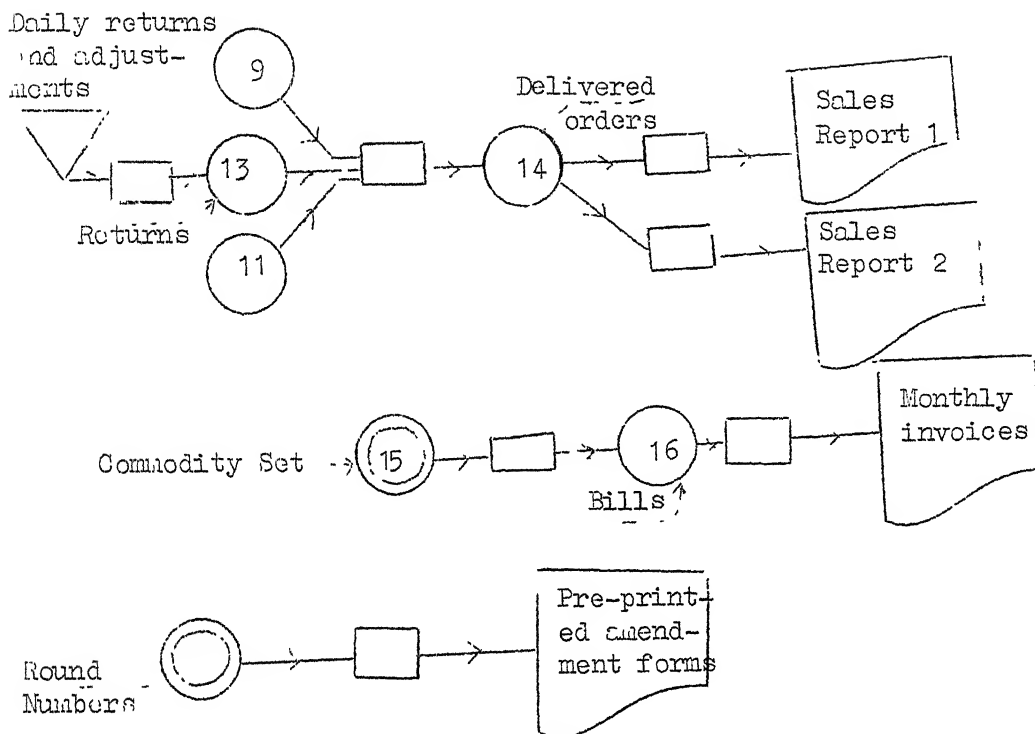 Daily returns
and adjust-
ments
9
Delivered
orders
Sales
Report 1
13
14
Returns
11
Sales
Report 2
Monthly
invoices
Commodity Set
15
16
Bills
Pre-print-
ed amend-
ment forms
Round
Numbers